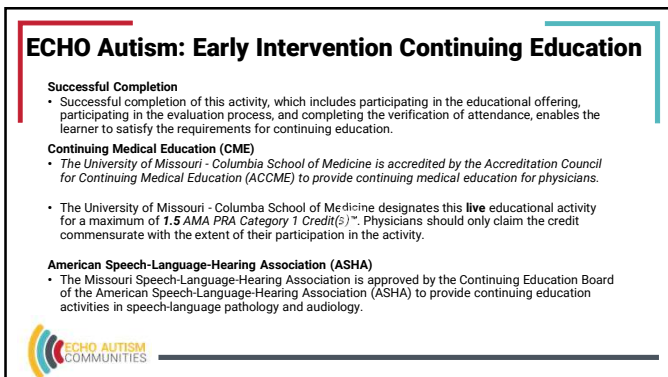 ECHO Autism: Early Intervention Continuing Education
Successful Completion
• Successful completion of this activity, which includes participating in the educational offering,
participating in the evaluation process, and completing the verification of attendance, enables the
learner to satisfy the requirements for continuing education.
Continuing Medical Education (CME)
• The University of Missouri - Columbia School of Medicine is accredited by the Accreditation Council
for Continuing Medical Education (ACCME) to provide continuing medical education for physicians.
• The University of Missouri - Columba School of Medicine designates this live educational activity
for a maximum of 1.5 AMA PRA Category 1 Credit(s)™. Physicians should only claim the credit
commensurate with the extent of their participation in the activity.
American Speech-Language-Hearing Association (ASHA)
• The Missouri Speech-Language-Hearing Association is approved by the Continuing Education Board
of the American Speech-Language-Hearing Association (ASHA) to provide continuing education
activities in speech-language pathology and audiology.
ECHO AUTISM
COMMUNITIES